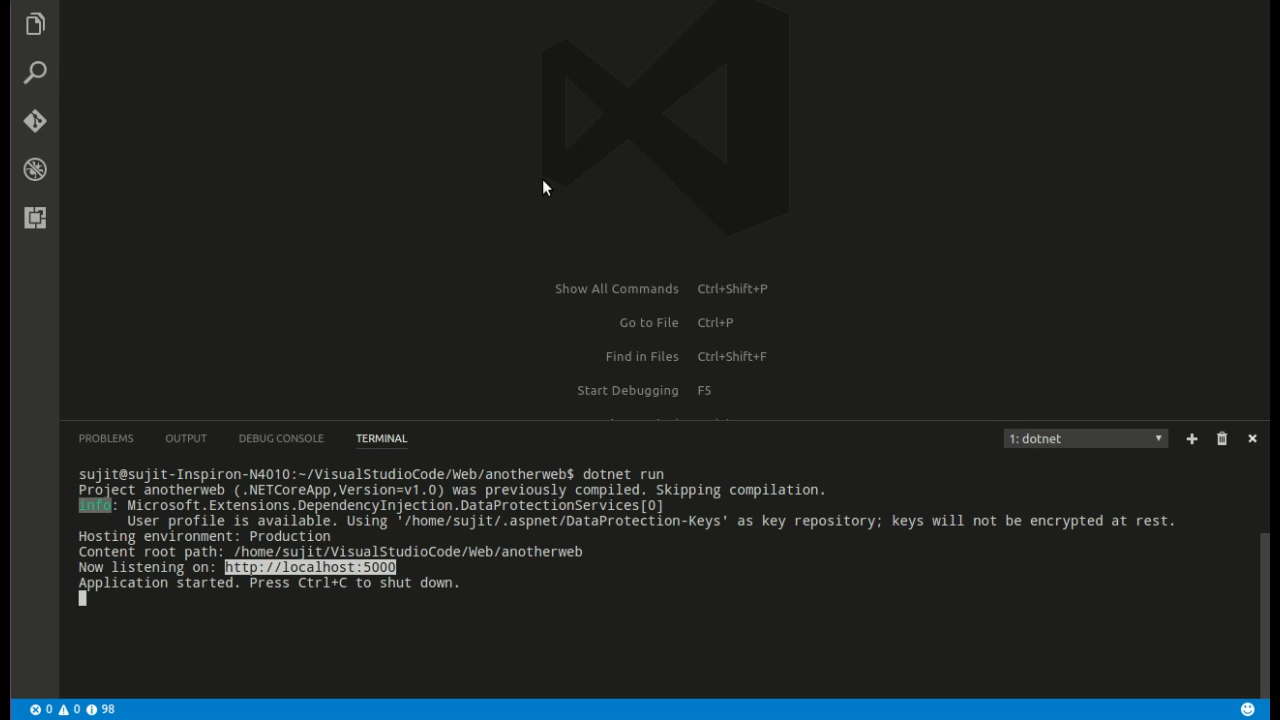 Show All Commands Ctrl+Shift+P
Go to File Ctrl+P
Find in Files Ctrl+Shift+F
Start Debugging F5
PROBLEMS OUTPUT DEBUG CONSOLE TERMINAL 1: dotnet
sujit@sujit-Inspiron-N4010:~/VisualStudioCode/Web/anotherweb$ dotnet run
Project anotherweb (.NETCoreApp,Version=v1.0) was previously compiled. Skipping compilation.
info: Microsoft.Extensions.DependencyInjection.DataProtectionServices[0]
User profile is available. Using '/home/sujit/.aspnet/DataProtection-Keys' as key repository; keys will not be encrypted at rest.
Hosting environment: Production
Content root path: /home/sujit/VisualStudioCode/Web/anotherweb
Now listening on: http://localhost:5000
Application started. Press Ctrl+C to shut down.
0 0 98